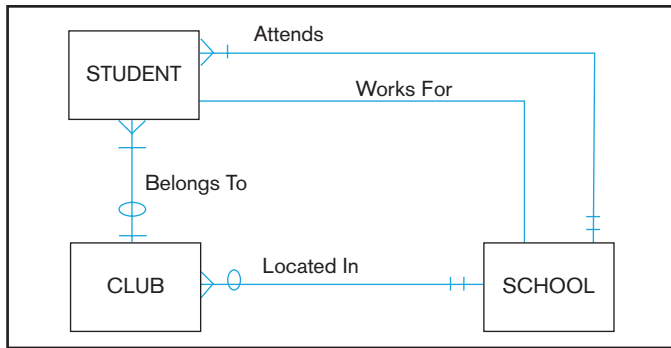 Attends
STUDENT
Works For
Belongs To
Located In
CLUB
SCHOOL